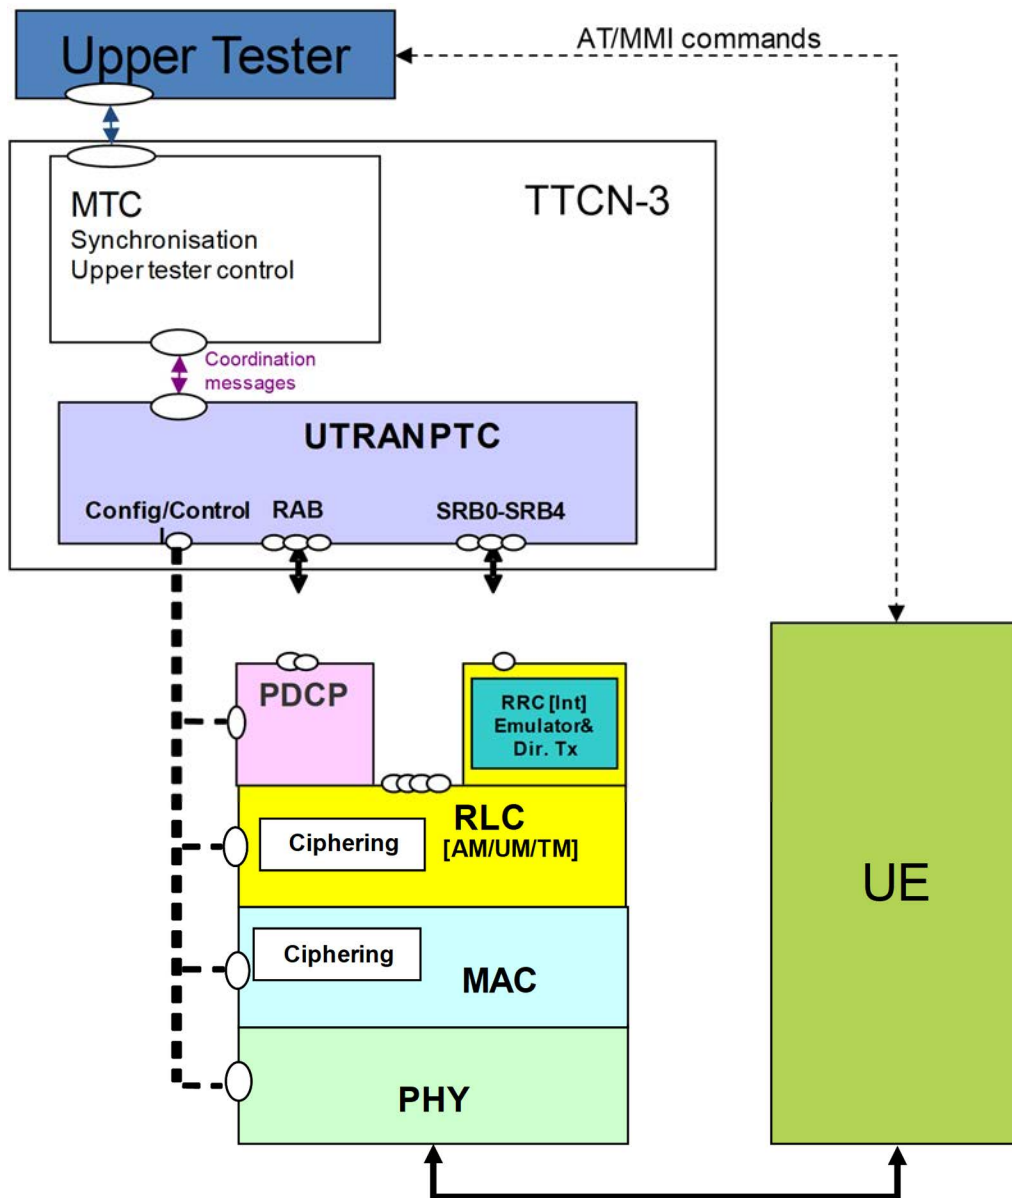 Upper Tester
AT/MMI commands
MTC
Synchronisation
Upper tester control
TTCN-3
Coordination
messages
UTRANPTC
Config/Control
RAB
SRB0-SRB4
PDCP
RRC [Int]
Emulator&
Dir. Tx
RLC
[AM/UM/TM]
Ciphering
Ciphering
MAC
PHY
UE